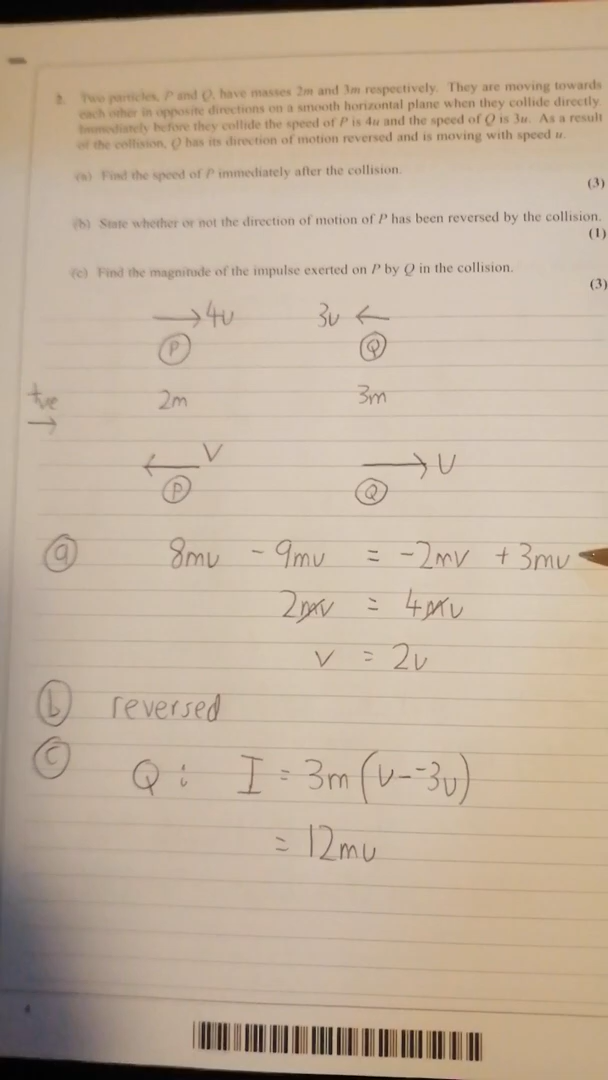 2. Two particles, P and Q, have masses 2m and 3m respectively. They are moving towards
each other in opposite directions on a smooth horizontal plane when they collide directly.
Immediately before they collide the speed of P is 4u and the speed of Q is 3u. As a result
of the collision, Q has its direction of motion reversed and is moving with speed u.
(a) Find the speed of P immediately after the collision.
(3)
(b) State whether or not the direction of motion of P has been reversed by the collision.
(1)
(c) Find the magnitude of the impulse exerted on P by Q in the collision.
(3)
→ 4u 3u ←
P Q
+ve 2m 3m
→
← v → u
P Q
a 8mu - 9mu = -2mv + 3mu
2mv = 4mu
v = 2u
b reversed
c Q : I = 3m(u--3u)
= 12mu
4